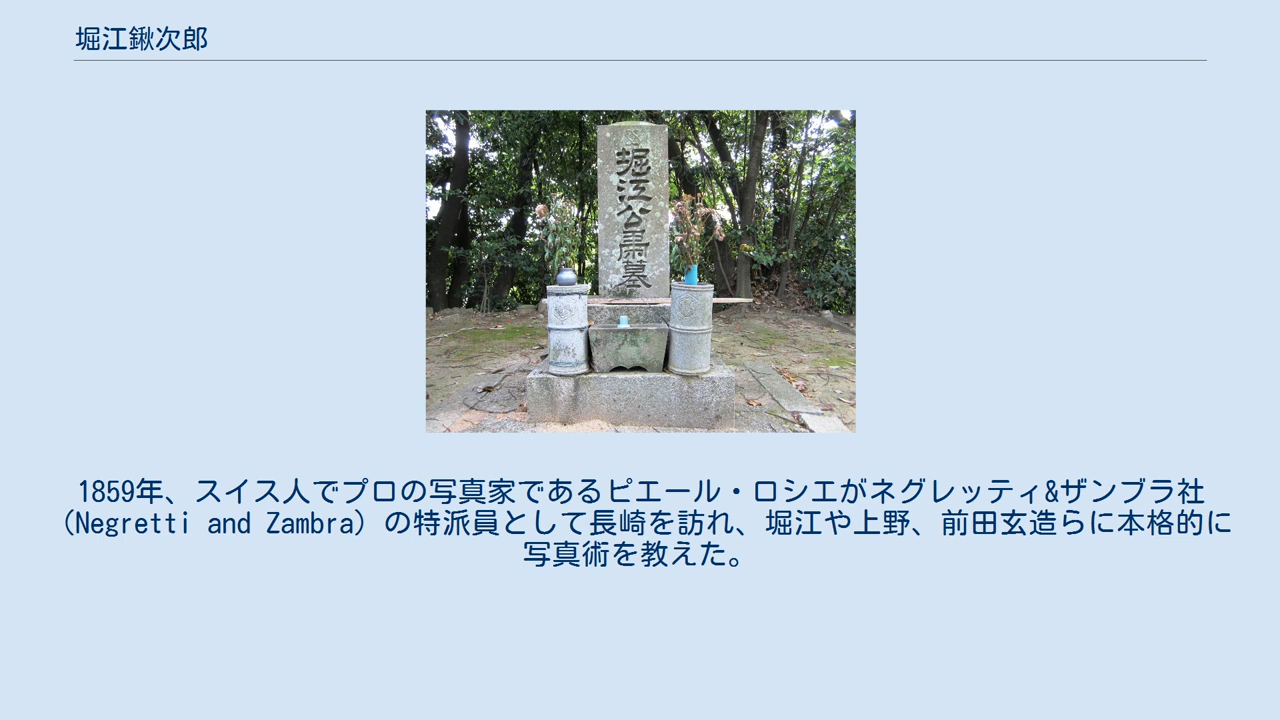 堀江鍬次郎
堀江公肅墓
1859年、スイス人でプロの写真家であるピエール・ロシエがネグレッティ&ザンブラ社
(Negretti and Zambra) の特派員として長崎を訪れ、堀江や上野、前田玄造らに本格的に
写真術を教えた。